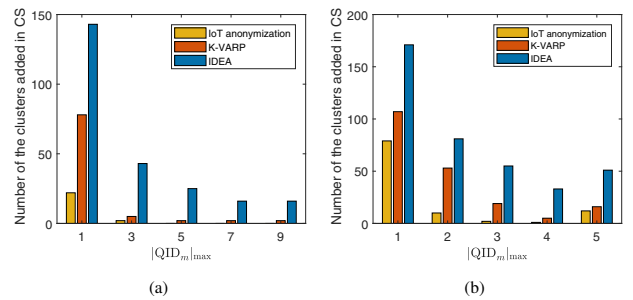 Number of the clusters added in CS
150
100
50
0
1 3 5 7 9
|QID_m|_max
IoT anonymization
K-VARP
IDEA
(a)
Number of the clusters added in CS
200
150
100
50
0
1 2 3 4 5
|QID_m|_max
IoT anonymization
K-VARP
IDEA
(b)